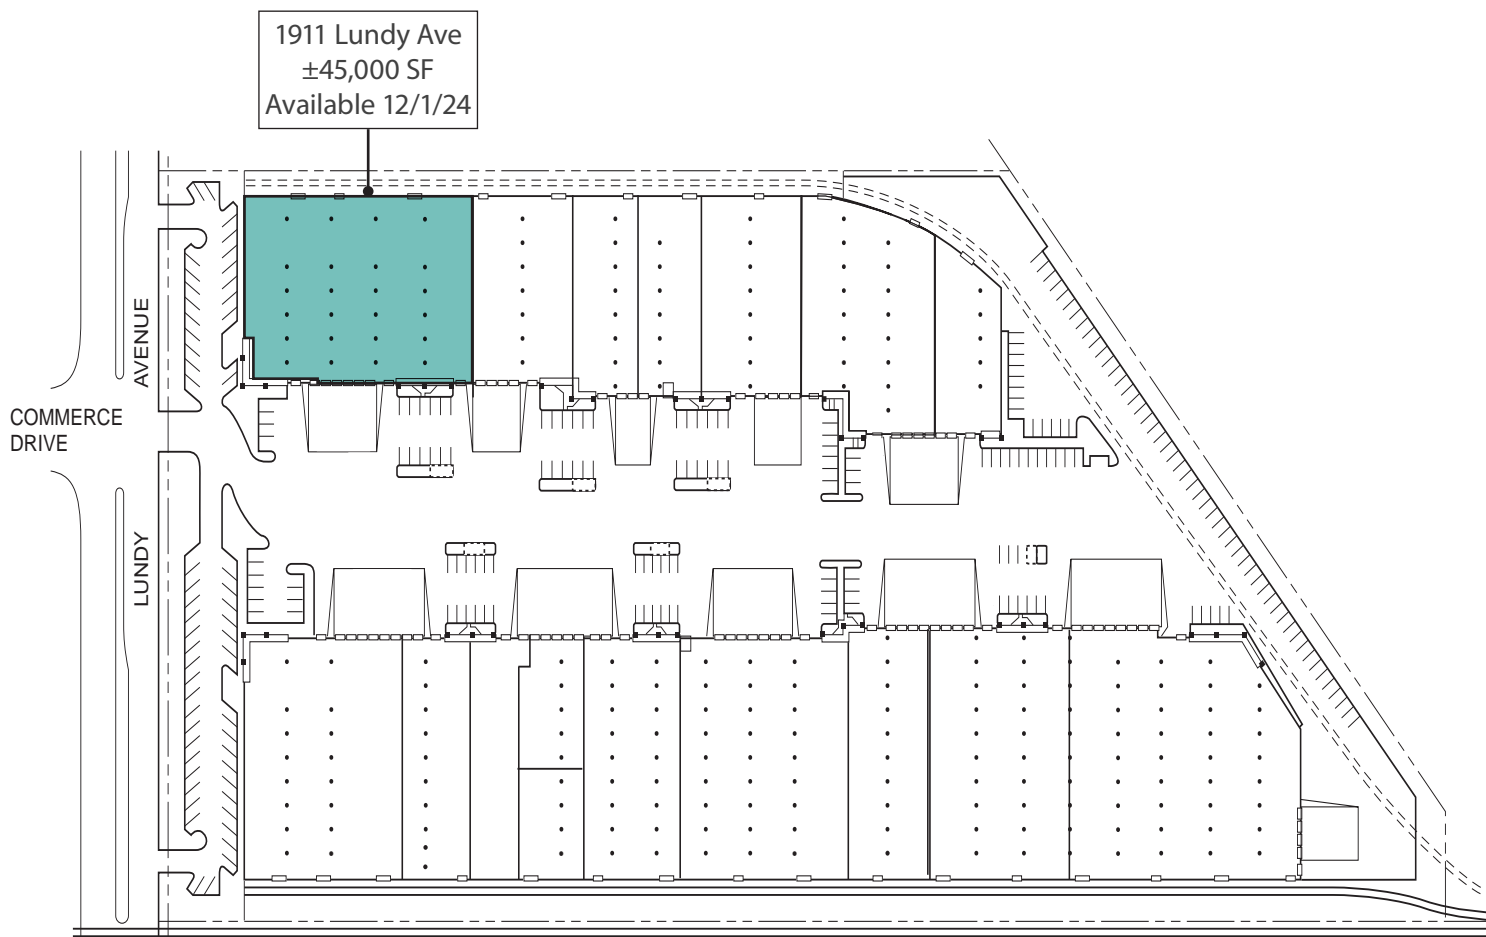 1911 Lundy Ave
±45,000 SF
Available 12/1/24
AVENUE
COMMERCE
DRIVE
LUNDY